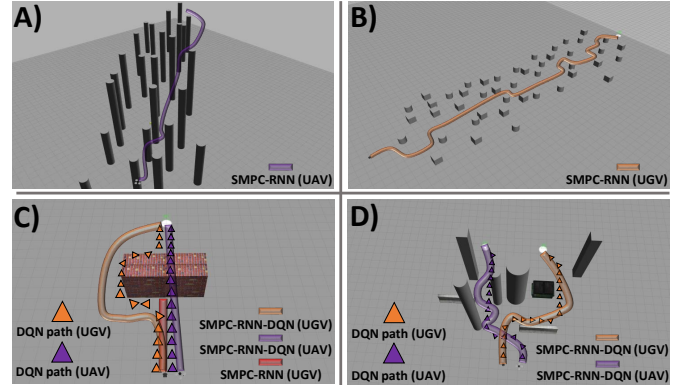 A)
SMPC-RNN (UAV)
B)
SMPC-RNN (UGV)
C)
DQN path (UGV)
DQN path (UAV)
SMPC-RNN-DQN (UGV)
SMPC-RNN-DQN (UAV)
SMPC-RNN (UGV)
D)
DQN path (UGV)
DQN path (UAV)
SMPC-RNN-DQN (UGV)
SMPC-RNN-DQN (UAV)